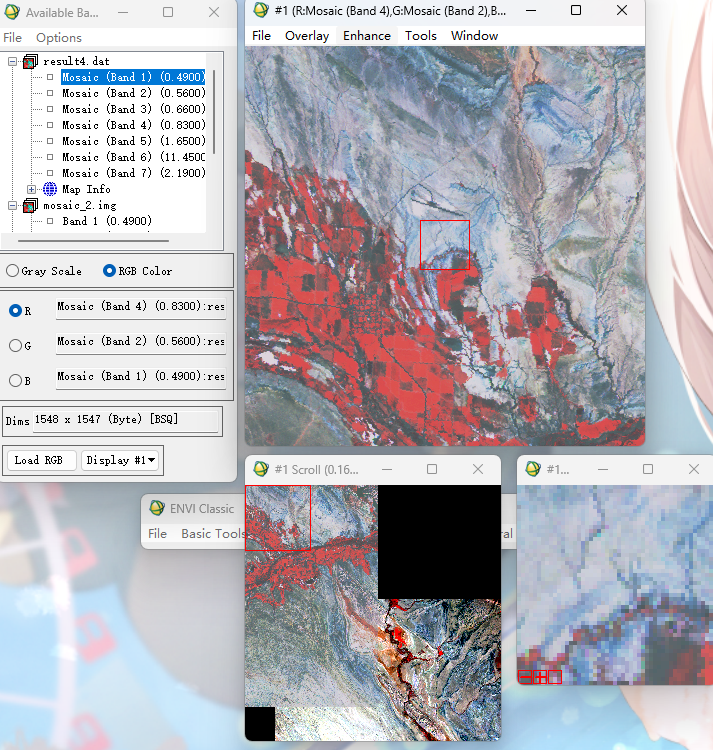 Available Ba...
File Options
result4.dat
Mosaic (Band 1) (0.4900)
Mosaic (Band 2) (0.5600)
Mosaic (Band 3) (0.6600)
Mosaic (Band 4) (0.8300)
Mosaic (Band 5) (1.6500)
Mosaic (Band 6) (11.4500
Mosaic (Band 7) (2.1900)
Map Info
mosaic_2.img
Band 1 (0.4900)
Gray Scale RGB Color
R Mosaic (Band 4) (0.8300):res
G Mosaic (Band 2) (0.5600):res
B Mosaic (Band 1) (0.4900):res
Dims 1548 x 1547 (Byte) [BSQ]
Load RGB Display #1
#1 (R:Mosaic (Band 4),G:Mosaic (Band 2),B...
File Overlay Enhance Tools Window
#1 Scroll (0.16...
#1...
ENVI Classic
File Basic Tools
ral